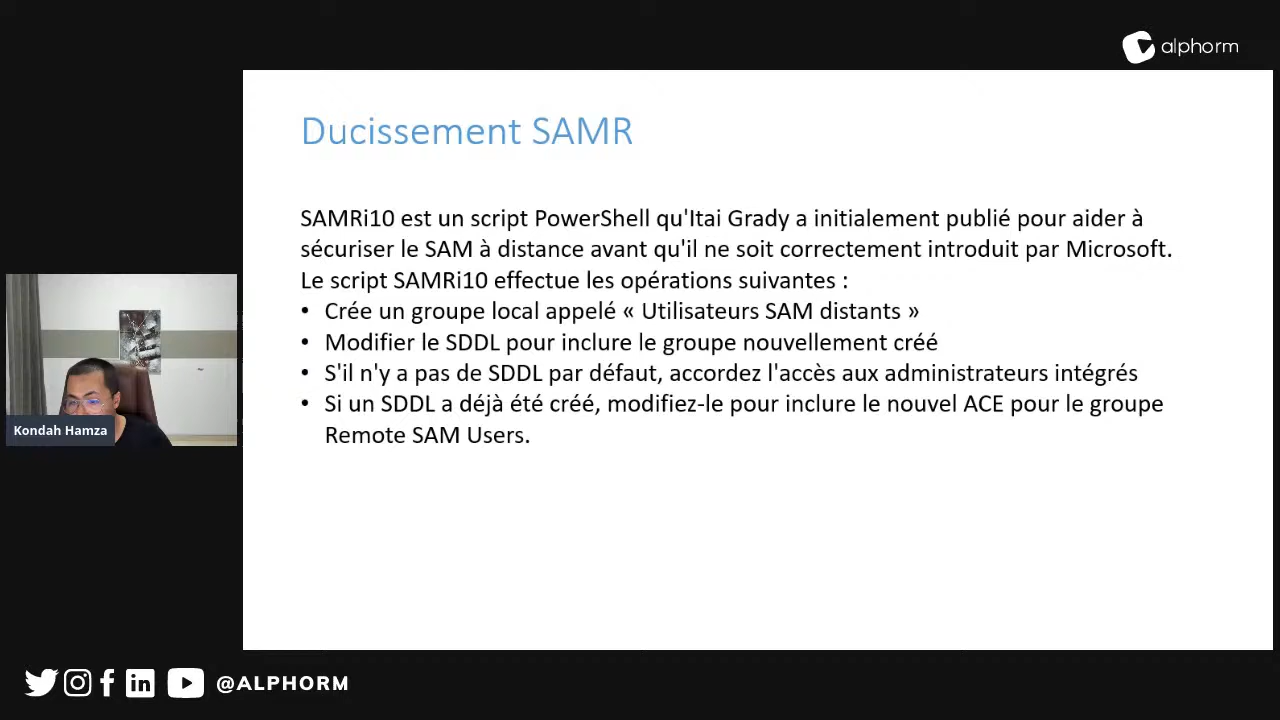 alphorm
Ducissement SAMR
SAMRi10 est un script PowerShell qu'Itai Grady a initialement publié pour aider à
sécuriser le SAM à distance avant qu'il ne soit correctement introduit par Microsoft.
Le script SAMRi10 effectue les opérations suivantes :
• Crée un groupe local appelé « Utilisateurs SAM distants »
• Modifier le SDDL pour inclure le groupe nouvellement créé
• S'il n'y a pas de SDDL par défaut, accordez l'accès aux administrateurs intégrés
• Si un SDDL a déjà été créé, modifiez-le pour inclure le nouvel ACE pour le groupe
Remote SAM Users.
Kondah Hamza
@ALPHORM